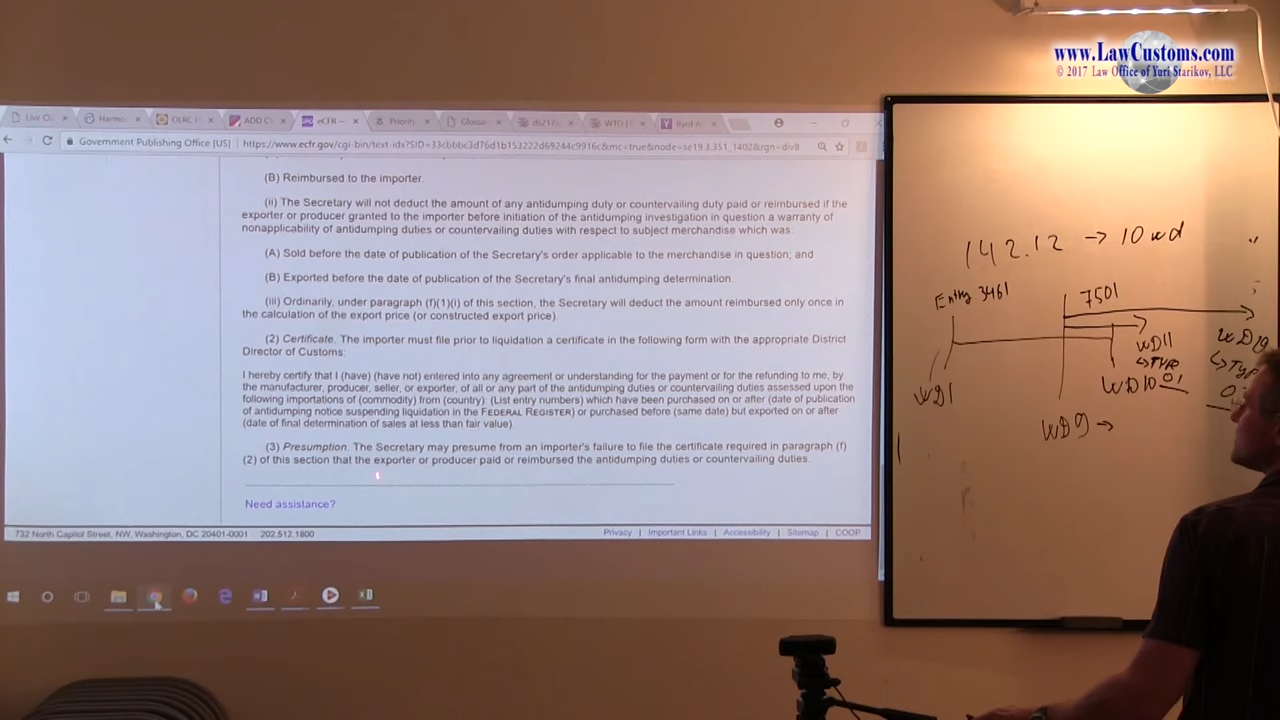 www.LawCustoms.com
© 2017 Law Office of Yuri Starikov, LLC
Live Cl
Harmo
OLRC
ADD C
eCFR —
Priority
Glossa
ds217
WTO |
Byrd A
Government Publishing Office [US] | https://www.ecfr.gov/cgi-bin/text-idx?SID=33cbbbc3d76d1b153222d69244c9916c&mc=true&node=se19.3.351_1402&rgn=div8
(B) Reimbursed to the importer.
(ii) The Secretary will not deduct the amount of any antidumping duty or countervailing duty paid or reimbursed if the
exporter or producer granted to the importer before initiation of the antidumping investigation in question a warranty of
nonapplicability of antidumping duties or countervailing duties with respect to subject merchandise which was:
(A) Sold before the date of publication of the Secretary's order applicable to the merchandise in question; and
(B) Exported before the date of publication of the Secretary's final antidumping determination.
(iii) Ordinarily, under paragraph (f)(1)(i) of this section, the Secretary will deduct the amount reimbursed only once in
the calculation of the export price (or constructed export price).
(2) Certificate. The importer must file prior to liquidation a certificate in the following form with the appropriate District
Director of Customs:
I hereby certify that I (have) (have not) entered into any agreement or understanding for the payment or for the refunding to me, by
the manufacturer, producer, seller, or exporter, of all or any part of the antidumping duties or countervailing duties assessed upon the
following importations of (commodity) from (country): (List entry numbers) which have been purchased on or after (date of publication
of antidumping notice suspending liquidation in the FEDERAL REGISTER) or purchased before (same date) but exported on or after
(date of final determination of sales at less than fair value).
(3) Presumption. The Secretary may presume from an importer's failure to file the certificate required in paragraph (f)
(2) of this section that the exporter or producer paid or reimbursed the antidumping duties or countervailing duties.
Need assistance?
732 North Capitol Street, NW, Washington, DC 20401-0001 202.512.1800
Privacy | Important Links | Accessibility | Sitemap | COOP
142.12 → 10 wd
Entry 3461
7501
WD11
↳TYPE
WD10 01
WD1
WD9 →